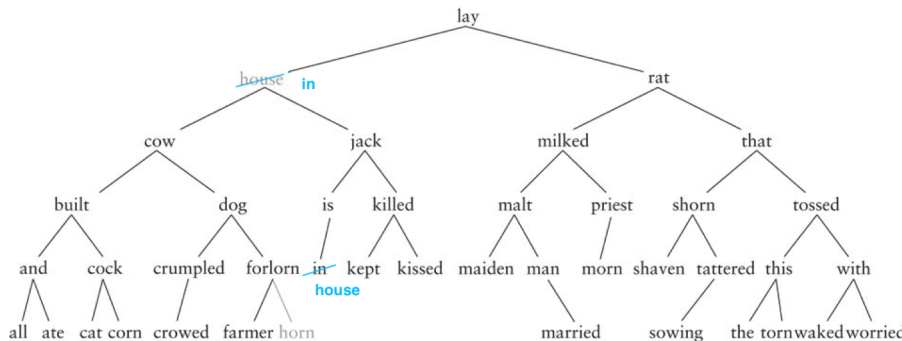 lay
house in rat
cow jack milked that
built dog is killed malt priest shorn tossed
and cock crumpled forlorn in kept kissed maiden man morn shaven tattered this with
house
all ate cat corn crowed farmer horn married sowing the torn waked worried